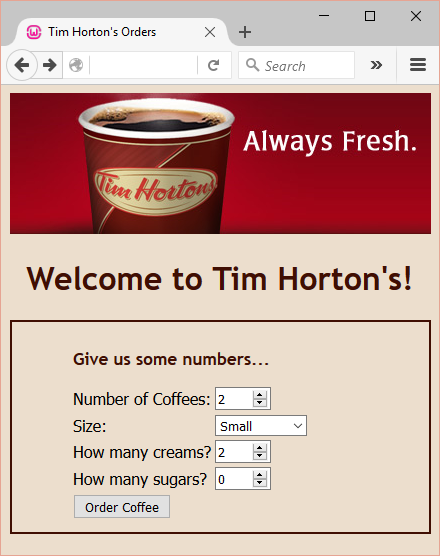 Tim Horton's Orders
Search
Always Fresh.
Tim Hortons
Welcome to Tim Horton's!
Give us some numbers...
Number of Coffees: 2
Size: Small
How many creams? 2
How many sugars? 0
Order Coffee